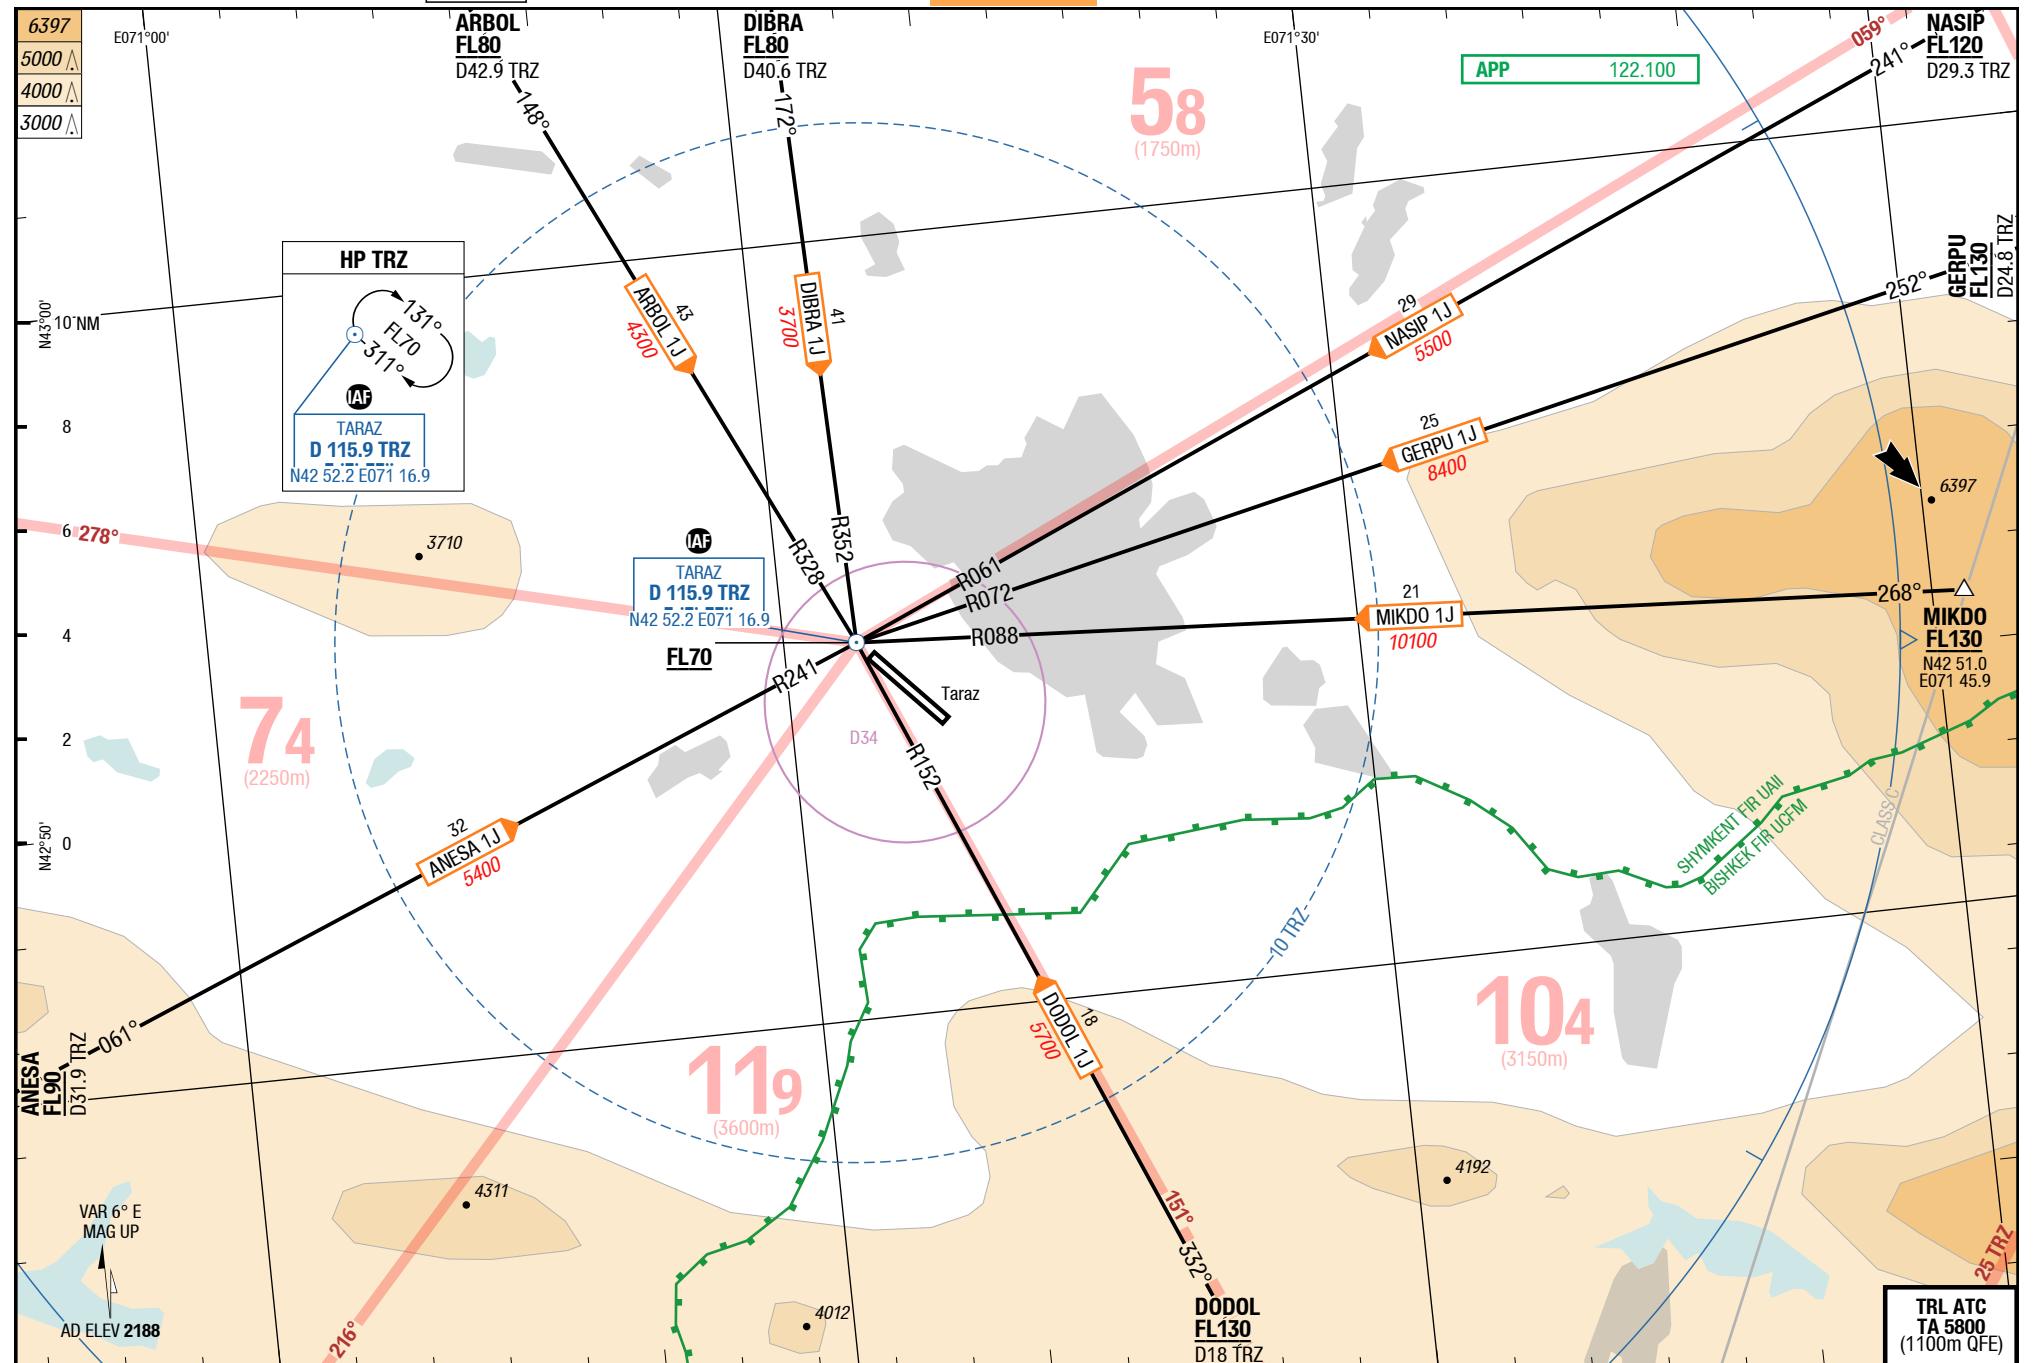 6397
5000
4000
3000
E071°00'
ARBOL
FL80
D42.9 TRZ
148°
DIBRA
FL80
D40.6 TRZ
172°
E071°30'
APP 122.100
059°
241°
NASIP
FL120
D29.3 TRZ
58
(1750m)
GERPU
FL130
D24.8 TRZ
252°
HP TRZ
131°
FL70
311°
IAF
TARAZ
D 115.9 TRZ
N42 52.2 E071 16.9
N43°00'
10 NM
8
6
4
2
0
N42°50'
ARBOL 1J
43
4300
DIBRA 1J
41
3700
29
NASIP 1J
5500
25
GERPU 1J
8400
6397
278°
3710
IAF
TARAZ
D 115.9 TRZ
N42 52.2 E071 16.9
R328
R352
R061
R072
R088
R241
R152
21
MIKDO 1J
10100
268°
MIKDO
FL130
N42 51.0
E071 45.9
FL70
Taraz
D34
74
(2250m)
32
ANESA 1J
5400
SHYMKENT FIR UAII
BISHKEK FIR UCFM
CLASS C
10 TRZ
061°
ANESA
FL90
D31.9 TRZ
119
(3600m)
18
DODOL 1J
5700
104
(3150m)
4311
4192
4012
VAR 6° E
MAG UP
AD ELEV 2188
216°
151°
332°
DODOL
FL130
D18 TRZ
25 TRZ
TRL ATC
TA 5800
(1100m QFE)